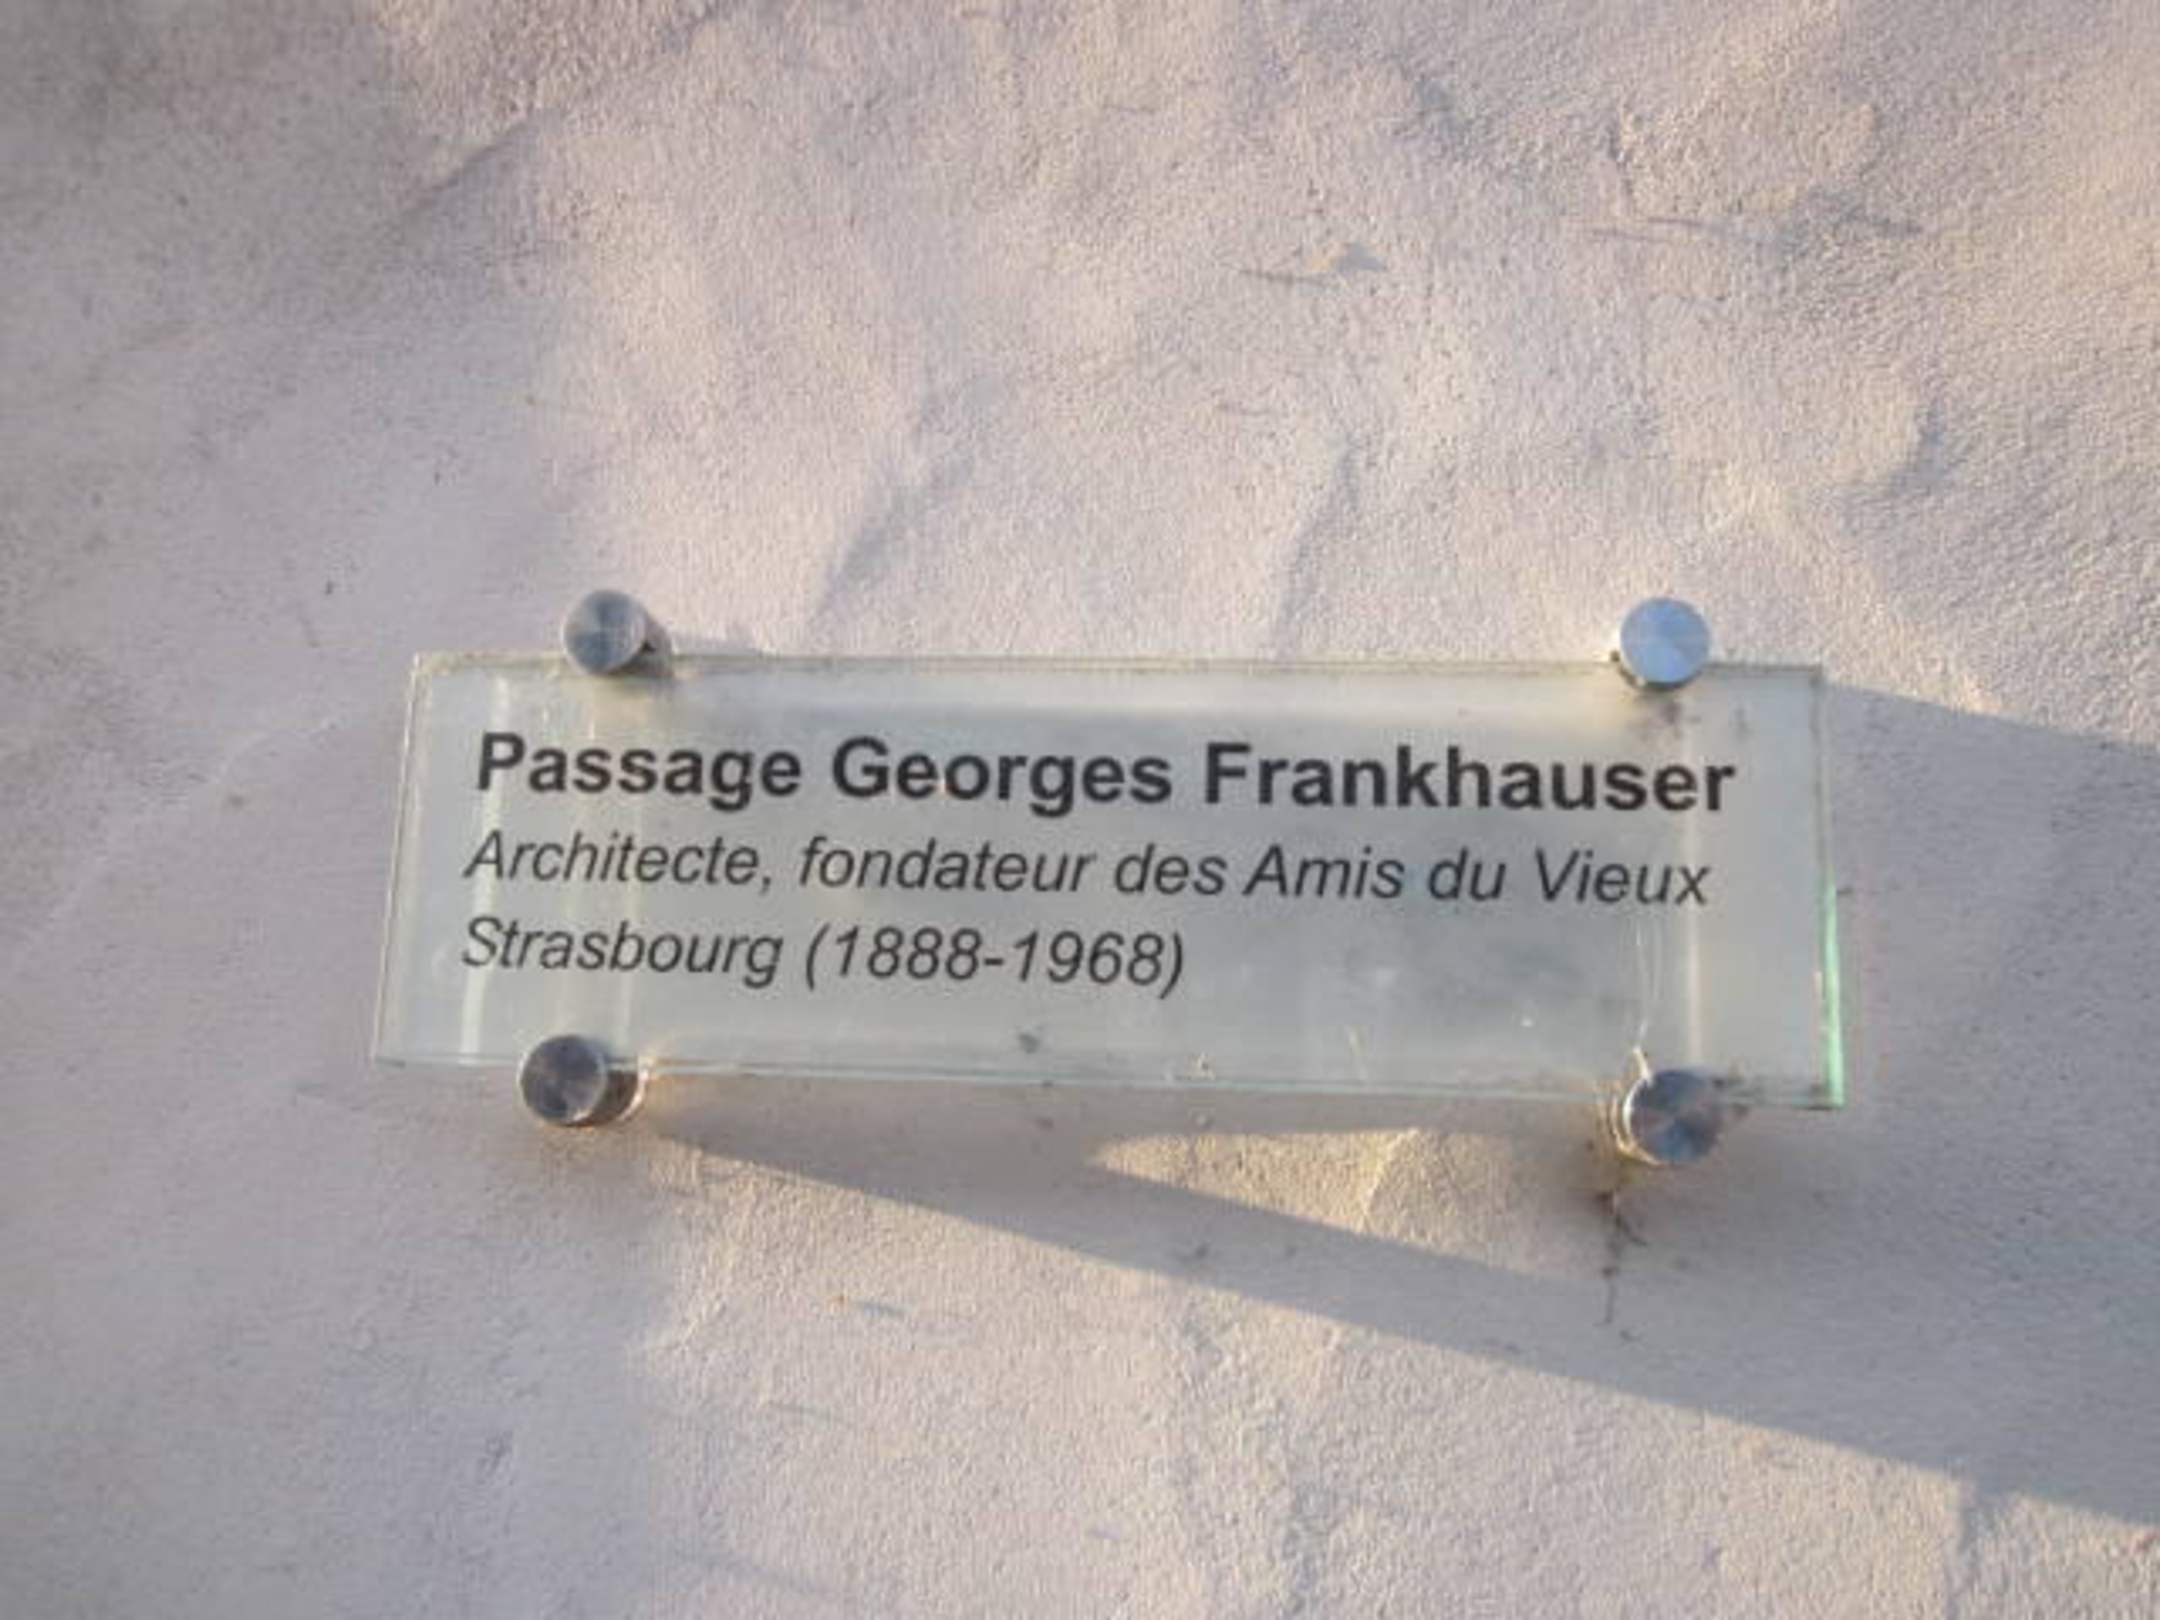 Passage Georges Frankhauser
Architecte, fondateur des Amis du Vieux
Strasbourg (1888-1968)